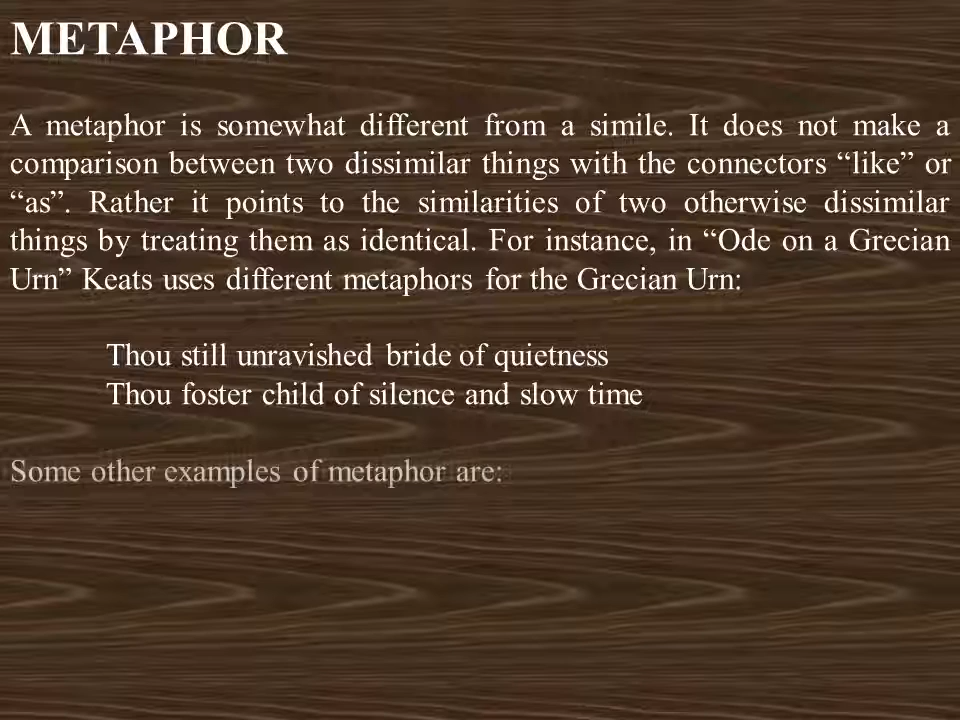 METAPHOR
A metaphor is somewhat different from a simile. It does not make a
comparison between two dissimilar things with the connectors “like” or
“as”. Rather it points to the similarities of two otherwise dissimilar
things by treating them as identical. For instance, in “Ode on a Grecian
Urn” Keats uses different metaphors for the Grecian Urn:
Thou still unravished bride of quietness
Thou foster child of silence and slow time
Some other examples of metaphor are: